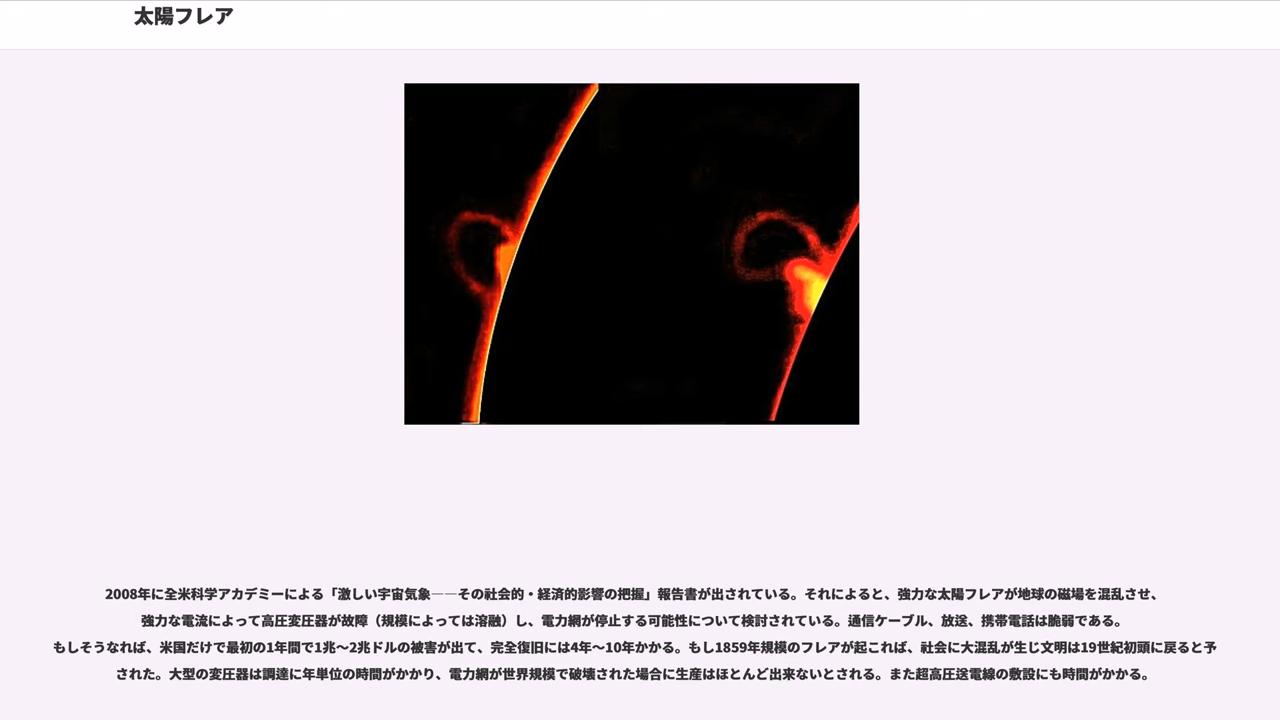 太陽フレア
2008年に全米科学アカデミーによる「激しい宇宙気象――その社会的・経済的影響の把握」報告書が出されている。それによると、強力な太陽フレアが地球の磁場を混乱させ、
強力な電流によって高圧変圧器が故障（規模によっては溶融）し、電力網が停止する可能性について検討されている。通信ケーブル、放送、携帯電話は脆弱である。
もしそうなれば、米国だけで最初の1年間で1兆〜2兆ドルの被害が出て、完全復旧には4年〜10年かかる。もし1859年規模のフレアが起これば、社会に大混乱が生じ文明は19世紀初頭に戻ると予
された。大型の変圧器は調達に年単位の時間がかかり、電力網が世界規模で破壊された場合に生産はほとんど出来ないとされる。また超高圧送電線の敷設にも時間がかかる。